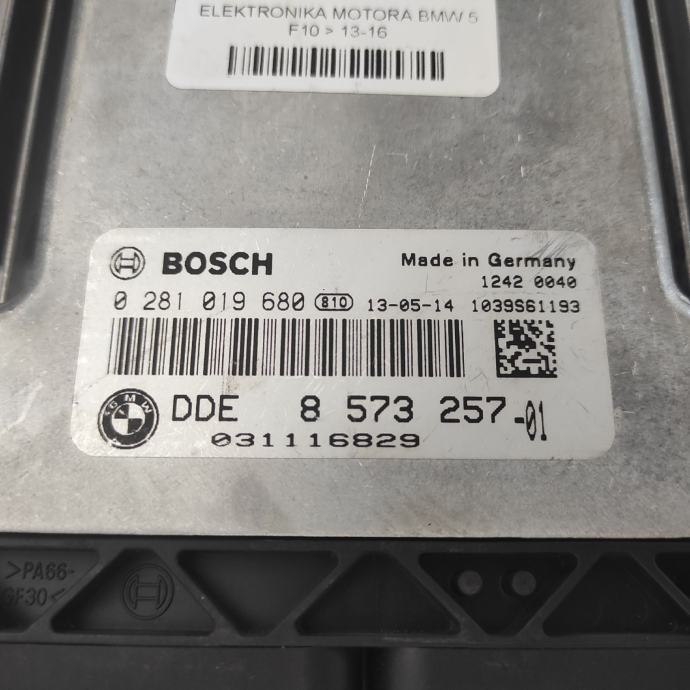 ELEKTRONIKA MOTORA BMW 5
F10 > 13-16
BOSCH
Made in Germany
1242 0040
0 281 019 680 810 13-05-14 1039S61193
BMW
DDE 8 573 257-01
031116829
>PA66-
GF30<